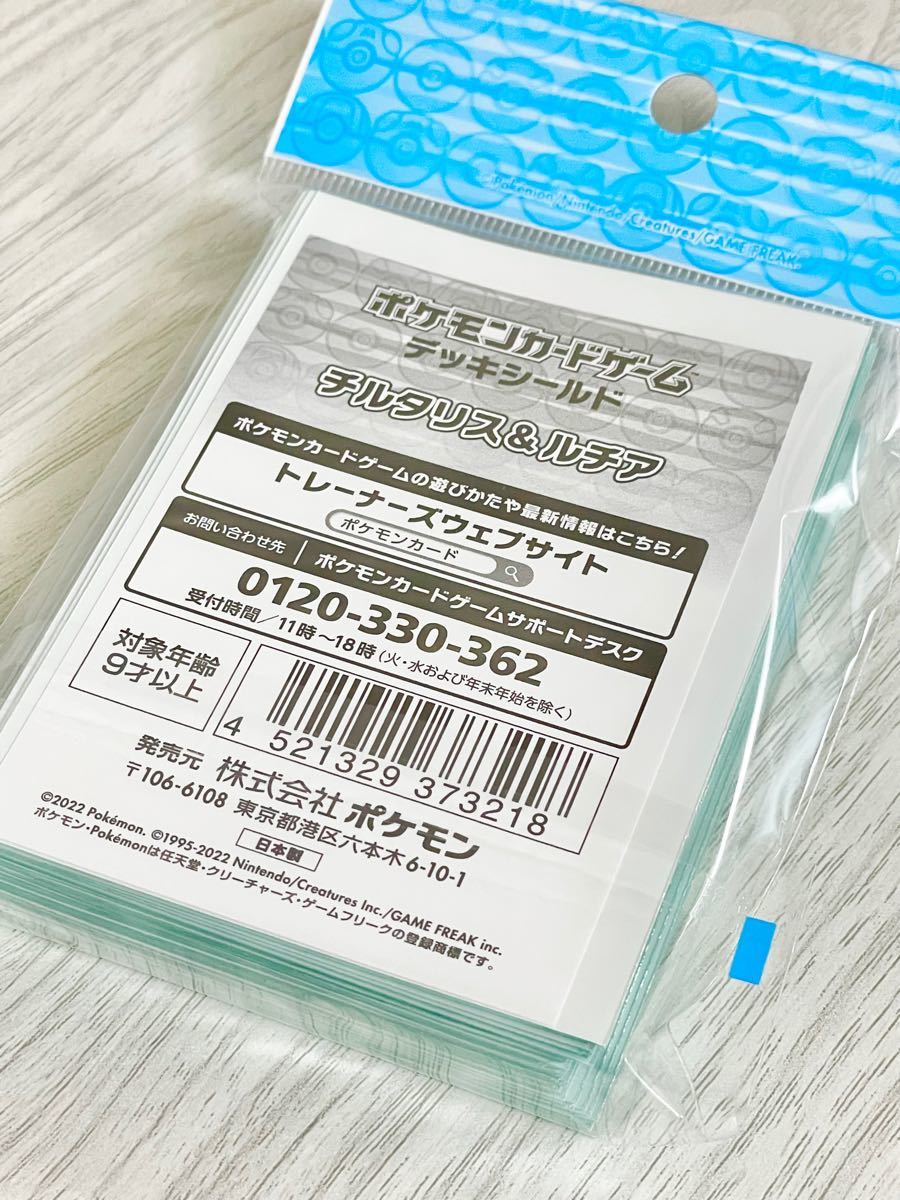 ©Pokémon/Nintendo/Creatures/GAME FREAK
ポケモンカードゲーム
デッキシールド
チルタリス&ルチア
ポケモンカードゲームの遊びかたや最新情報はこちら!
トレーナーズウェブサイト
ポケモンカード
お問い合わせ先 ポケモンカードゲームサポートデスク
0120-330-362
受付時間/11時~18時(火・水および年末年始を除く)
対象年齢
9才以上
4 521329 373218
発売元 株式会社 ポケモン
〒106-6108 東京都港区六本木6-10-1
日本製
©2022 Pokémon. ©1995-2022 Nintendo/Creatures Inc./GAME FREAK inc.
ポケモン・Pokémonは任天堂・クリーチャーズ・ゲームフリークの登録商標です。